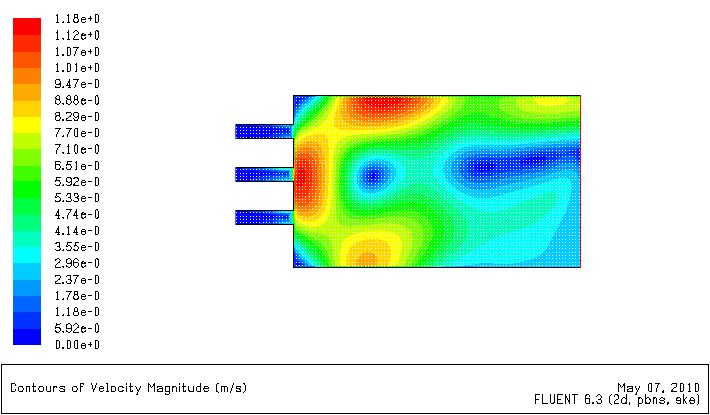 1.18e+0
1.12e+0
1.07e+0
1.01e+0
9.47e-0
8.88e-0
8.29e-0
7.70e-0
7.10e-0
6.51e-0
5.92e-0
5.33e-0
4.74e-0
4.14e-0
3.55e-0
2.96e-0
2.37e-0
1.78e-0
1.18e-0
5.92e-0
0.00e+0
Contours of Velocity Magnitude (m/s)
May 07, 2010
FLUENT 6.3 (2d, pbns, ske)